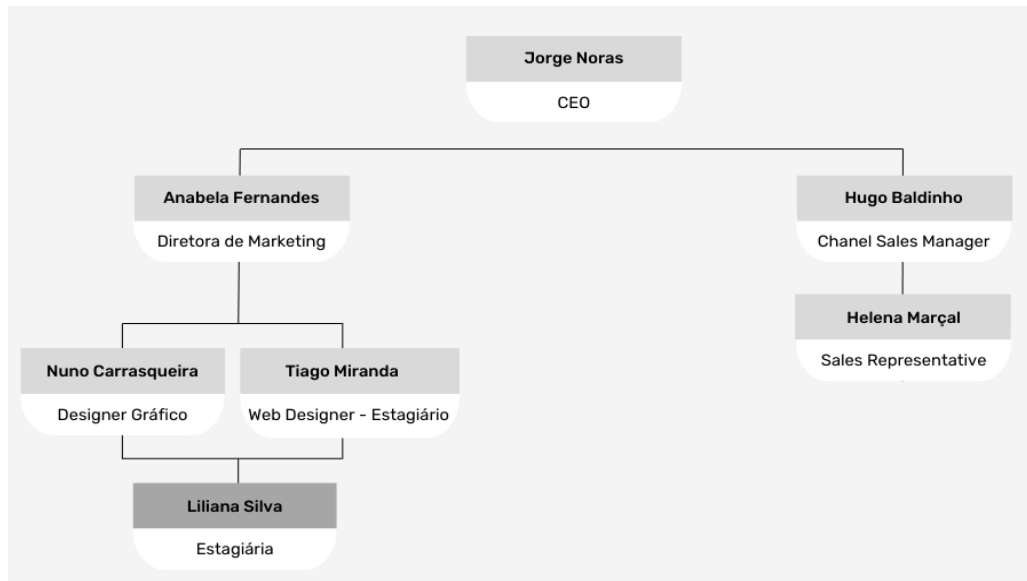 Jorge Noras
CEO
Anabela Fernandes
Diretora de Marketing
Hugo Baldinho
Chanel Sales Manager
Helena Marçal
Sales Representative
Nuno Carrasqueira
Designer Gráfico
Tiago Miranda
Web Designer - Estagiário
Liliana Silva
Estagiária